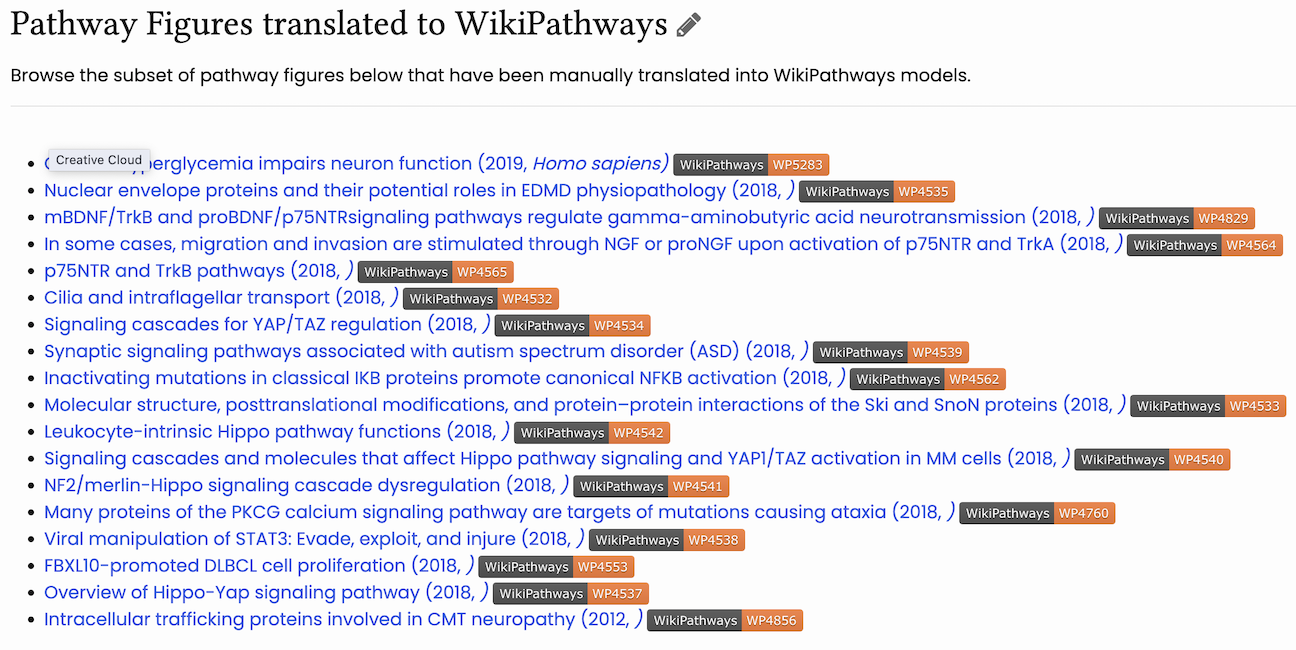 Pathway Figures translated to WikiPathways
Browse the subset of pathway figures below that have been manually translated into WikiPathways models.
Creative Cloud
perglycemia impairs neuron function (2019, Homo sapiens) WikiPathways WP5283
Nuclear envelope proteins and their potential roles in EDMD physiopathology (2018, ) WikiPathways WP4535
mBDNF/TrkB and proBDNF/p75NTRsignaling pathways regulate gamma-aminobutyric acid neurotransmission (2018, ) WikiPathways WP4829
In some cases, migration and invasion are stimulated through NGF or proNGF upon activation of p75NTR and TrkA (2018, ) WikiPathways WP4564
p75NTR and TrkB pathways (2018, ) WikiPathways WP4565
Cilia and intraflagellar transport (2018, ) WikiPathways WP4532
Signaling cascades for YAP/TAZ regulation (2018, ) WikiPathways WP4534
Synaptic signaling pathways associated with autism spectrum disorder (ASD) (2018, ) WikiPathways WP4539
Inactivating mutations in classical IKB proteins promote canonical NFKB activation (2018, ) WikiPathways WP4562
Molecular structure, posttranslational modifications, and protein–protein interactions of the Ski and SnoN proteins (2018, ) WikiPathways WP4533
Leukocyte-intrinsic Hippo pathway functions (2018, ) WikiPathways WP4542
Signaling cascades and molecules that affect Hippo pathway signaling and YAP1/TAZ activation in MM cells (2018, ) WikiPathways WP4540
NF2/merlin-Hippo signaling cascade dysregulation (2018, ) WikiPathways WP4541
Many proteins of the PKCG calcium signaling pathway are targets of mutations causing ataxia (2018, ) WikiPathways WP4760
Viral manipulation of STAT3: Evade, exploit, and injure (2018, ) WikiPathways WP4538
FBXL10-promoted DLBCL cell proliferation (2018, ) WikiPathways WP4553
Overview of Hippo-Yap signaling pathway (2018, ) WikiPathways WP4537
Intracellular trafficking proteins involved in CMT neuropathy (2012, ) WikiPathways WP4856